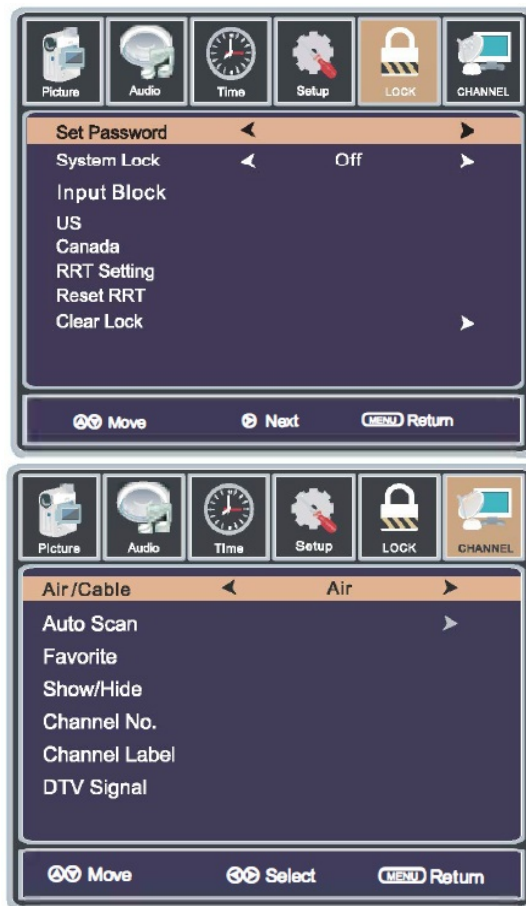 Picture Audio Time Setup LOCK CHANNEL
Set Password
System Lock Off
Input Block
US
Canada
RRT Setting
Reset RRT
Clear Lock
Move Next MENU Return
Picture Audio Time Setup LOCK CHANNEL
Air/Cable Air
Auto Scan
Favorite
Show/Hide
Channel No.
Channel Label
DTV Signal
Move Select MENU Return